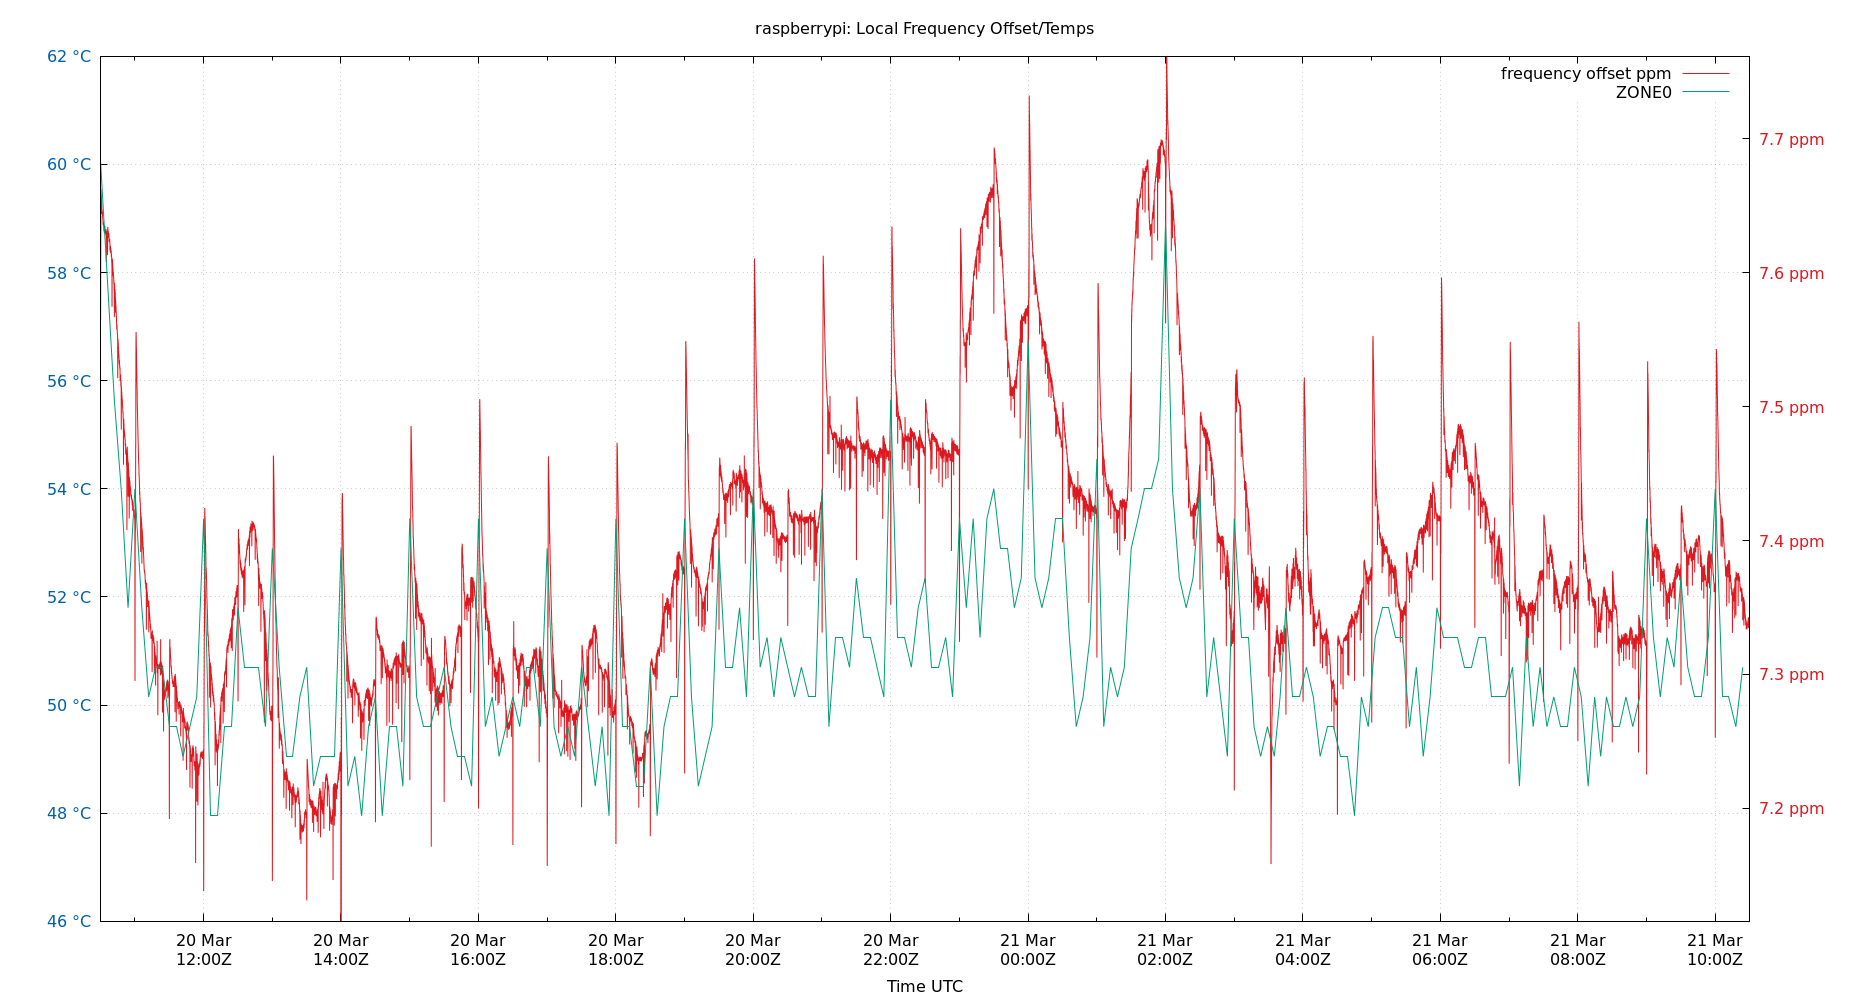 raspberrypi: Local Frequency Offset/Temps
frequency offset ppm
ZONE0
62 °C
60 °C
58 °C
56 °C
54 °C
52 °C
50 °C
48 °C
46 °C
7.7 ppm
7.6 ppm
7.5 ppm
7.4 ppm
7.3 ppm
7.2 ppm
20 Mar
12:00Z
20 Mar
14:00Z
20 Mar
16:00Z
20 Mar
18:00Z
20 Mar
20:00Z
20 Mar
22:00Z
21 Mar
00:00Z
21 Mar
02:00Z
21 Mar
04:00Z
21 Mar
06:00Z
21 Mar
08:00Z
21 Mar
10:00Z
Time UTC